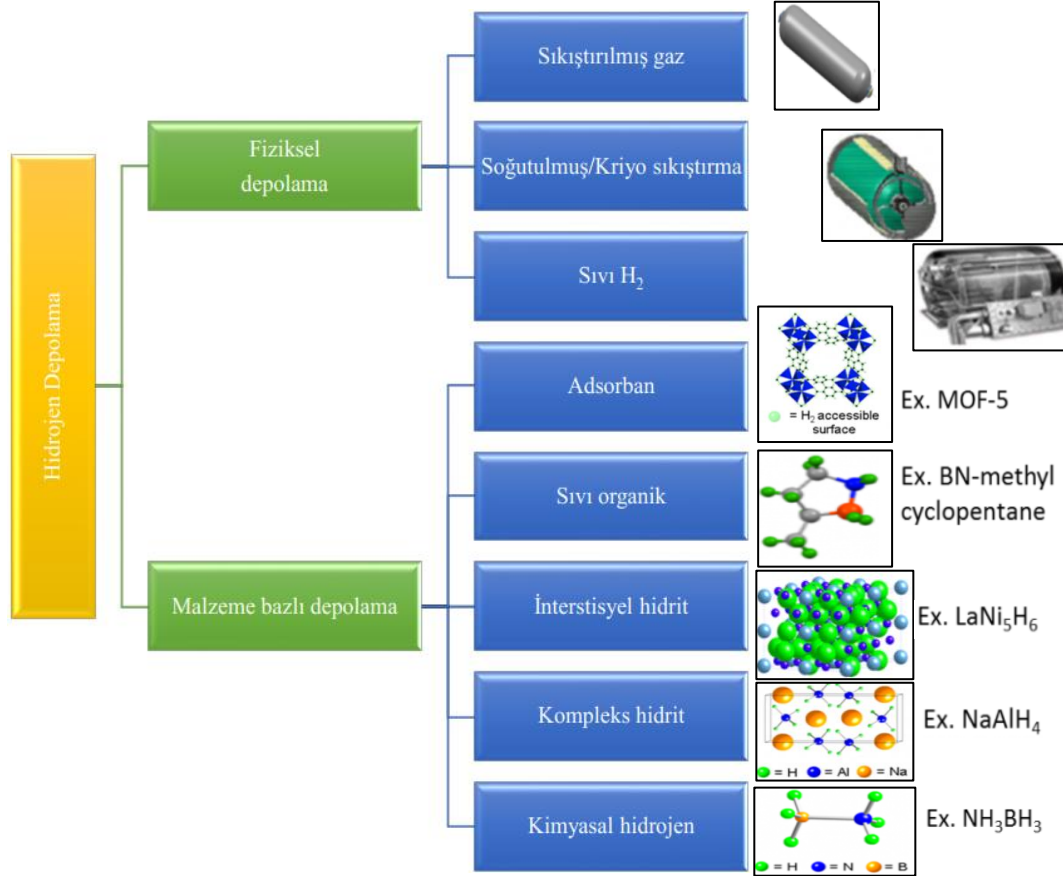 Hidrojen Depolama
Fiziksel
depolama
Malzeme bazlı depolama
Sıkıştırılmış gaz
Soğutulmuş/Kriyo sıkıştırma
Sıvı H₂
Adsorban
= H₂ accessible
surface
Ex. MOF-5
Sıvı organik
Ex. BN-methyl
cyclopentane
İnterstisyel hidrit
Ex. LaNi₅H₆
Kompleks hidrit
= H = Al = Na
Ex. NaAlH₄
Kimyasal hidrojen
= H = N = B
Ex. NH₃BH₃